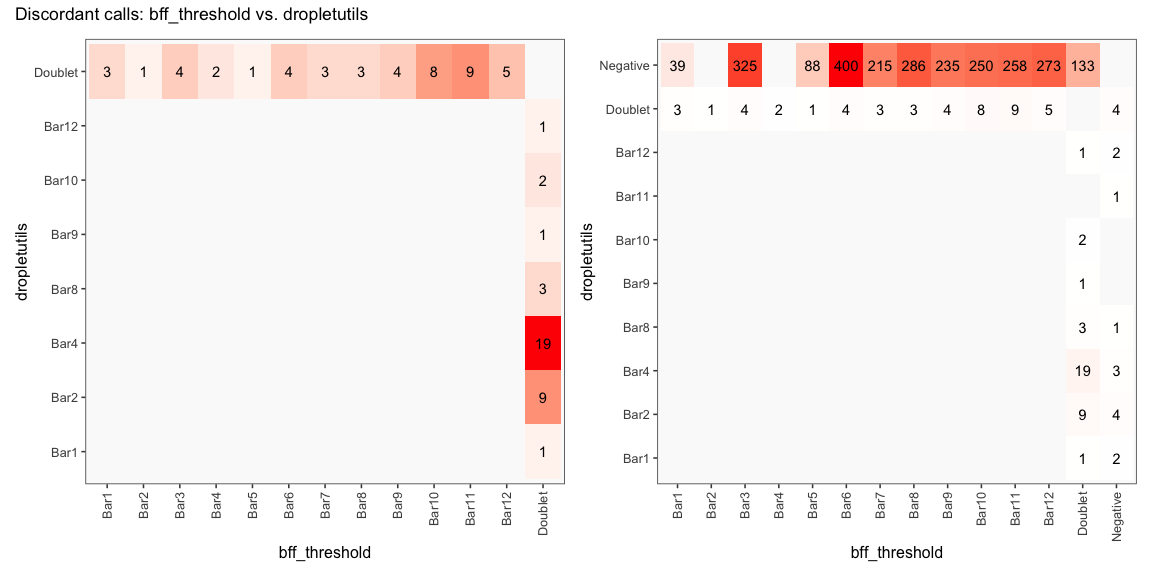 Discordant calls: bff_threshold vs. dropletutils
dropletutils
Doublet 3 1 4 2 1 4 3 3 4 8 9 5
Bar12 1
Bar10 2
Bar9 1
Bar8 3
Bar4 19
Bar2 9
Bar1 1
Bar1 Bar2 Bar3 Bar4 Bar5 Bar6 Bar7 Bar8 Bar9 Bar10 Bar11 Bar12 Doublet
bff_threshold
dropletutils
Negative 39 325 88 400 215 286 235 250 258 273 133
Doublet 3 1 4 2 1 4 3 3 4 8 9 5 4
Bar12 1 2
Bar11 1
Bar10 2
Bar9 1
Bar8 3 1
Bar4 19 3
Bar2 9 4
Bar1 1 2
Bar1 Bar2 Bar3 Bar4 Bar5 Bar6 Bar7 Bar8 Bar9 Bar10 Bar11 Bar12 Doublet Negative
bff_threshold